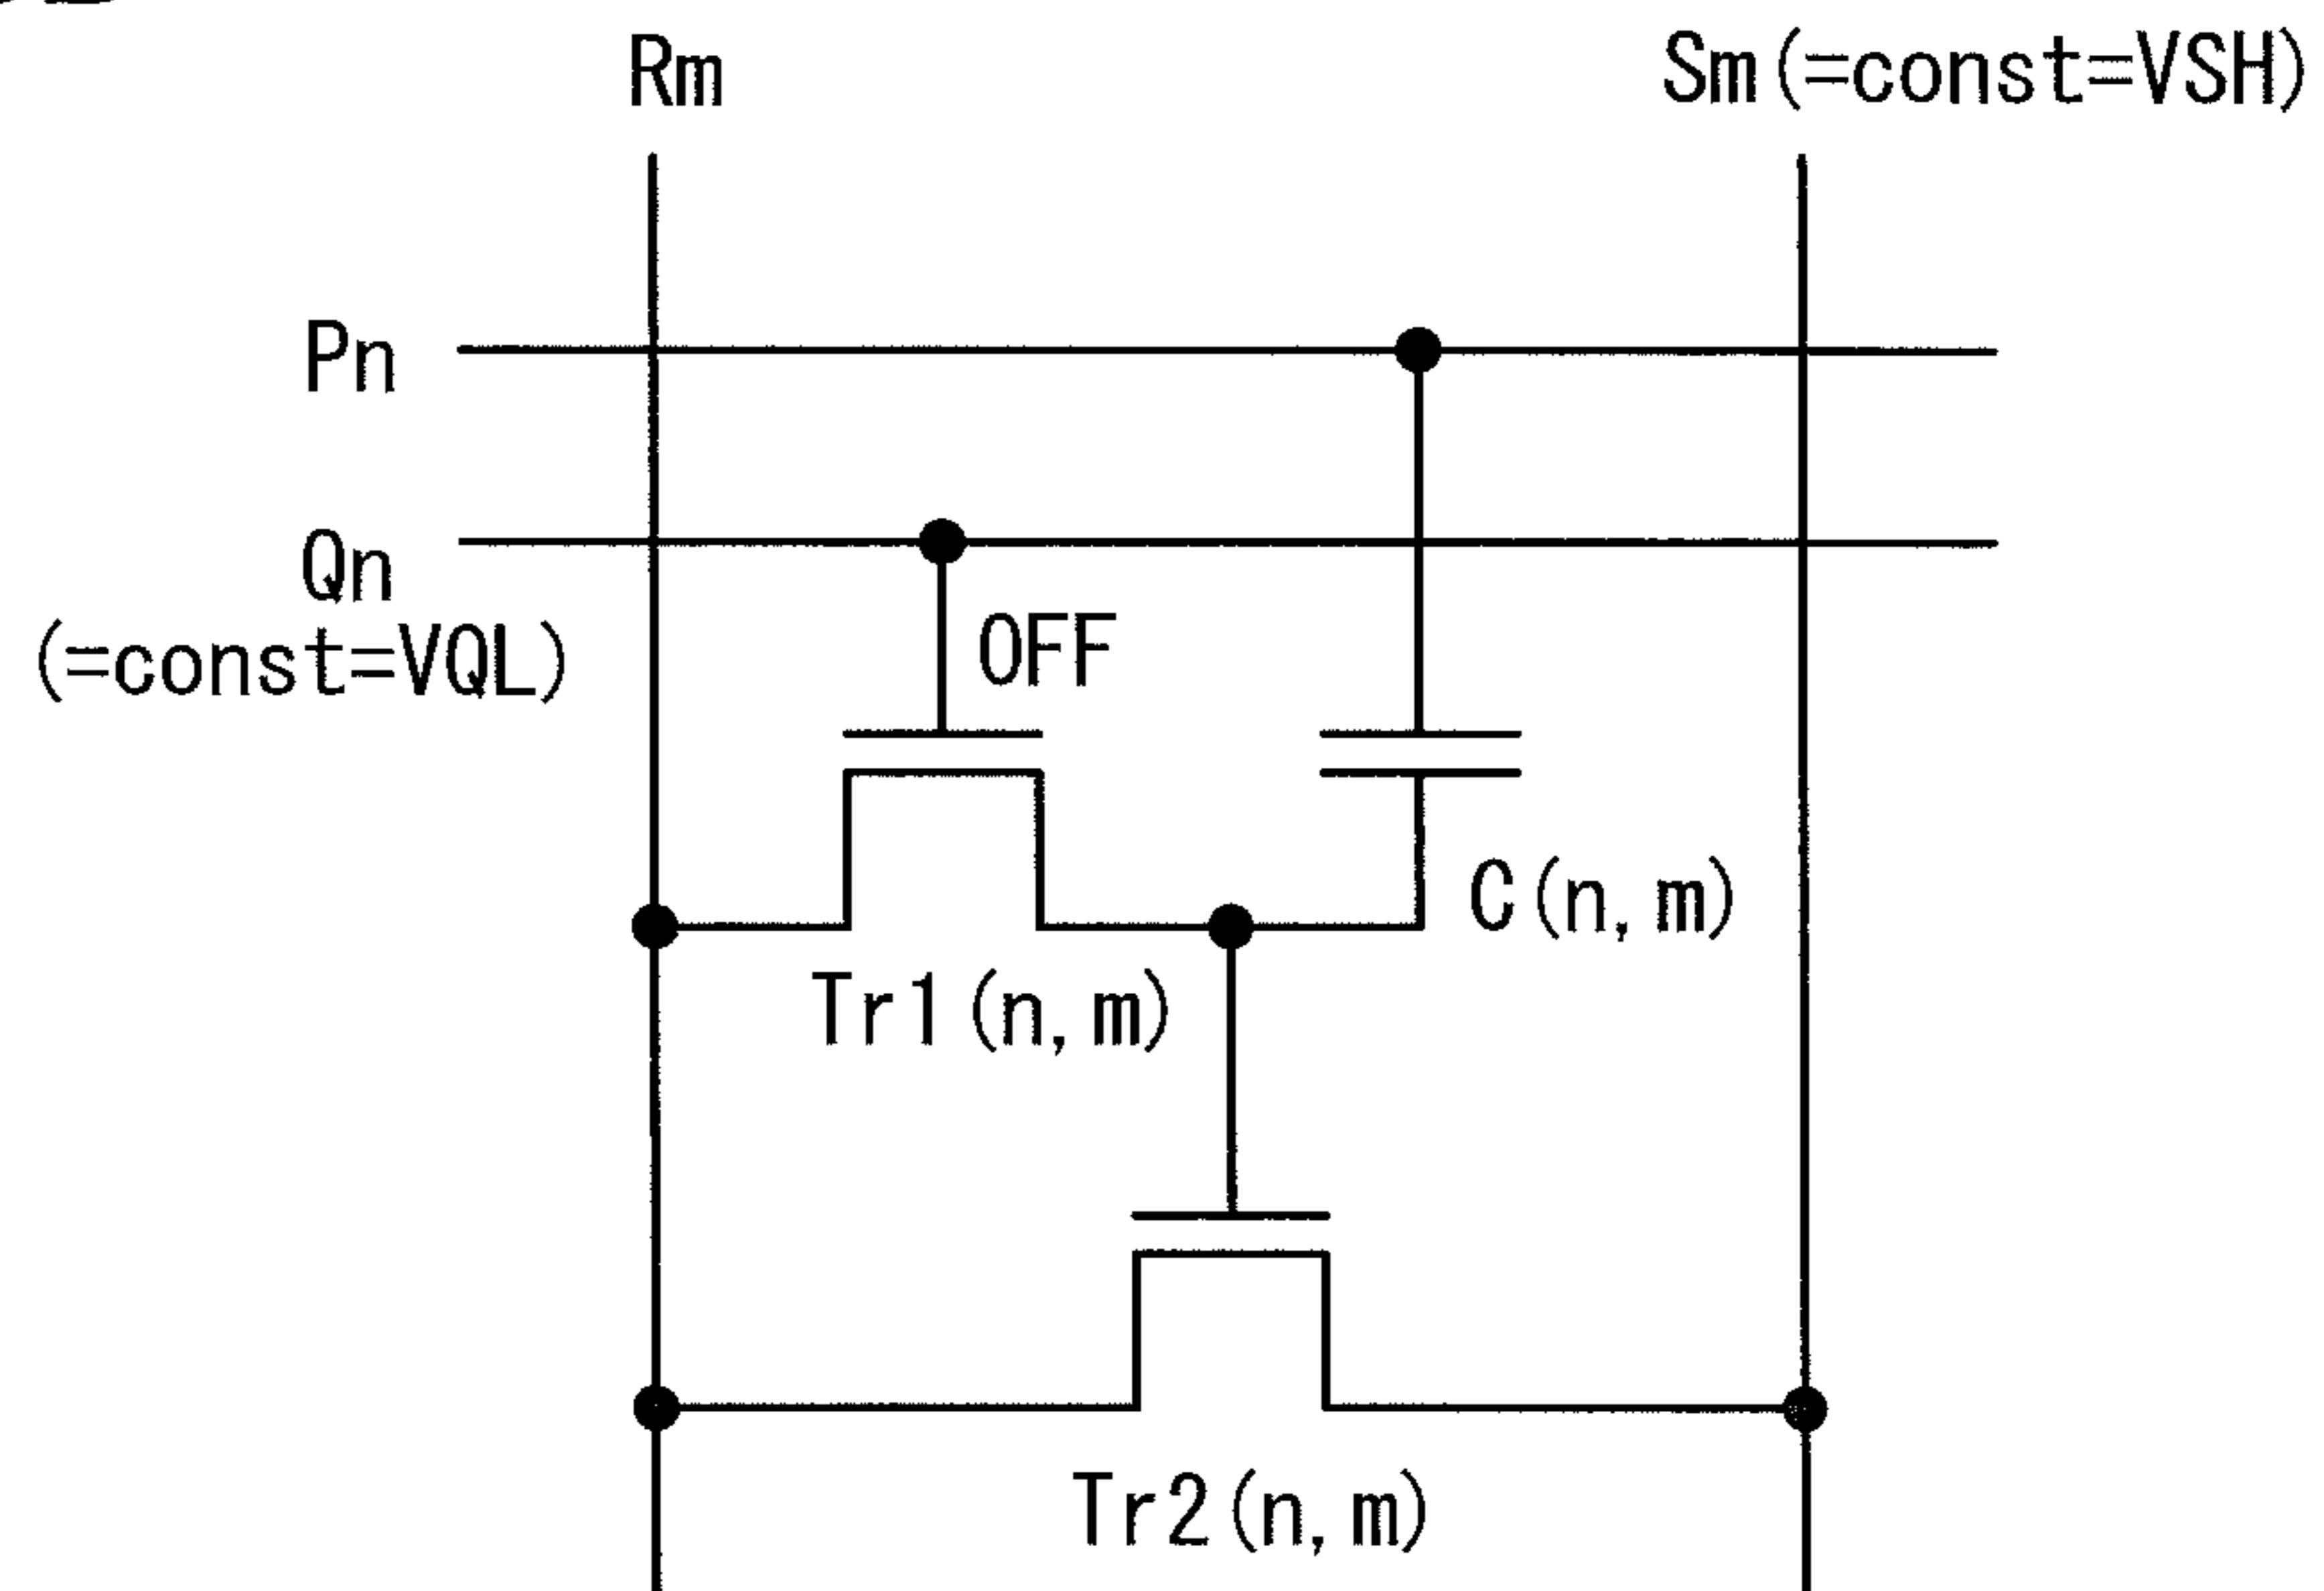 Rm
Sm(=const=VSH)
Pn
Qn
(=const=VQL)
OFF
C(n,m)
Tr1(n,m)
Tr2(n,m)